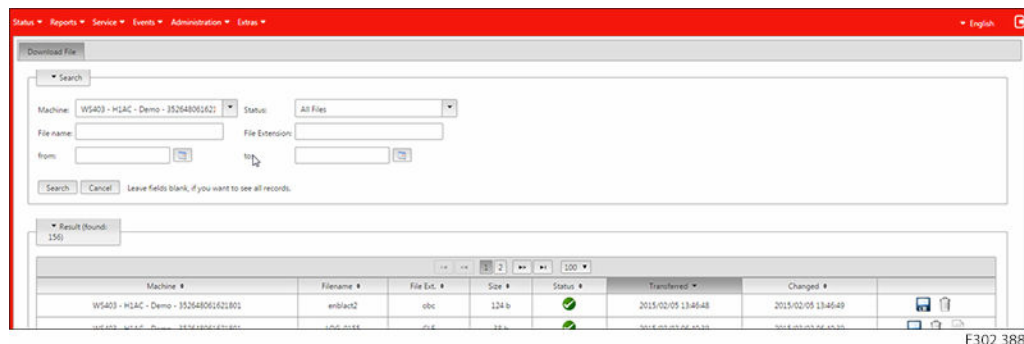 Status Reports Service Events Administration Extras English
Download File
Search
Machine: WS403 - H1AC - Demo - 35264806162 Status: All Files
File name: File Extension:
from: to:
Search Cancel Leave fields blank, if you want to see all records.
Result (found:
156)
1 2 100
Machine Filename File Ext. Size Status Transferred Changed
WS403 - H1AC - Demo - 352648061621801 enblact2 obc 124 b 2015/02/05 13:46:48 2015/02/05 13:46:49
F302 388